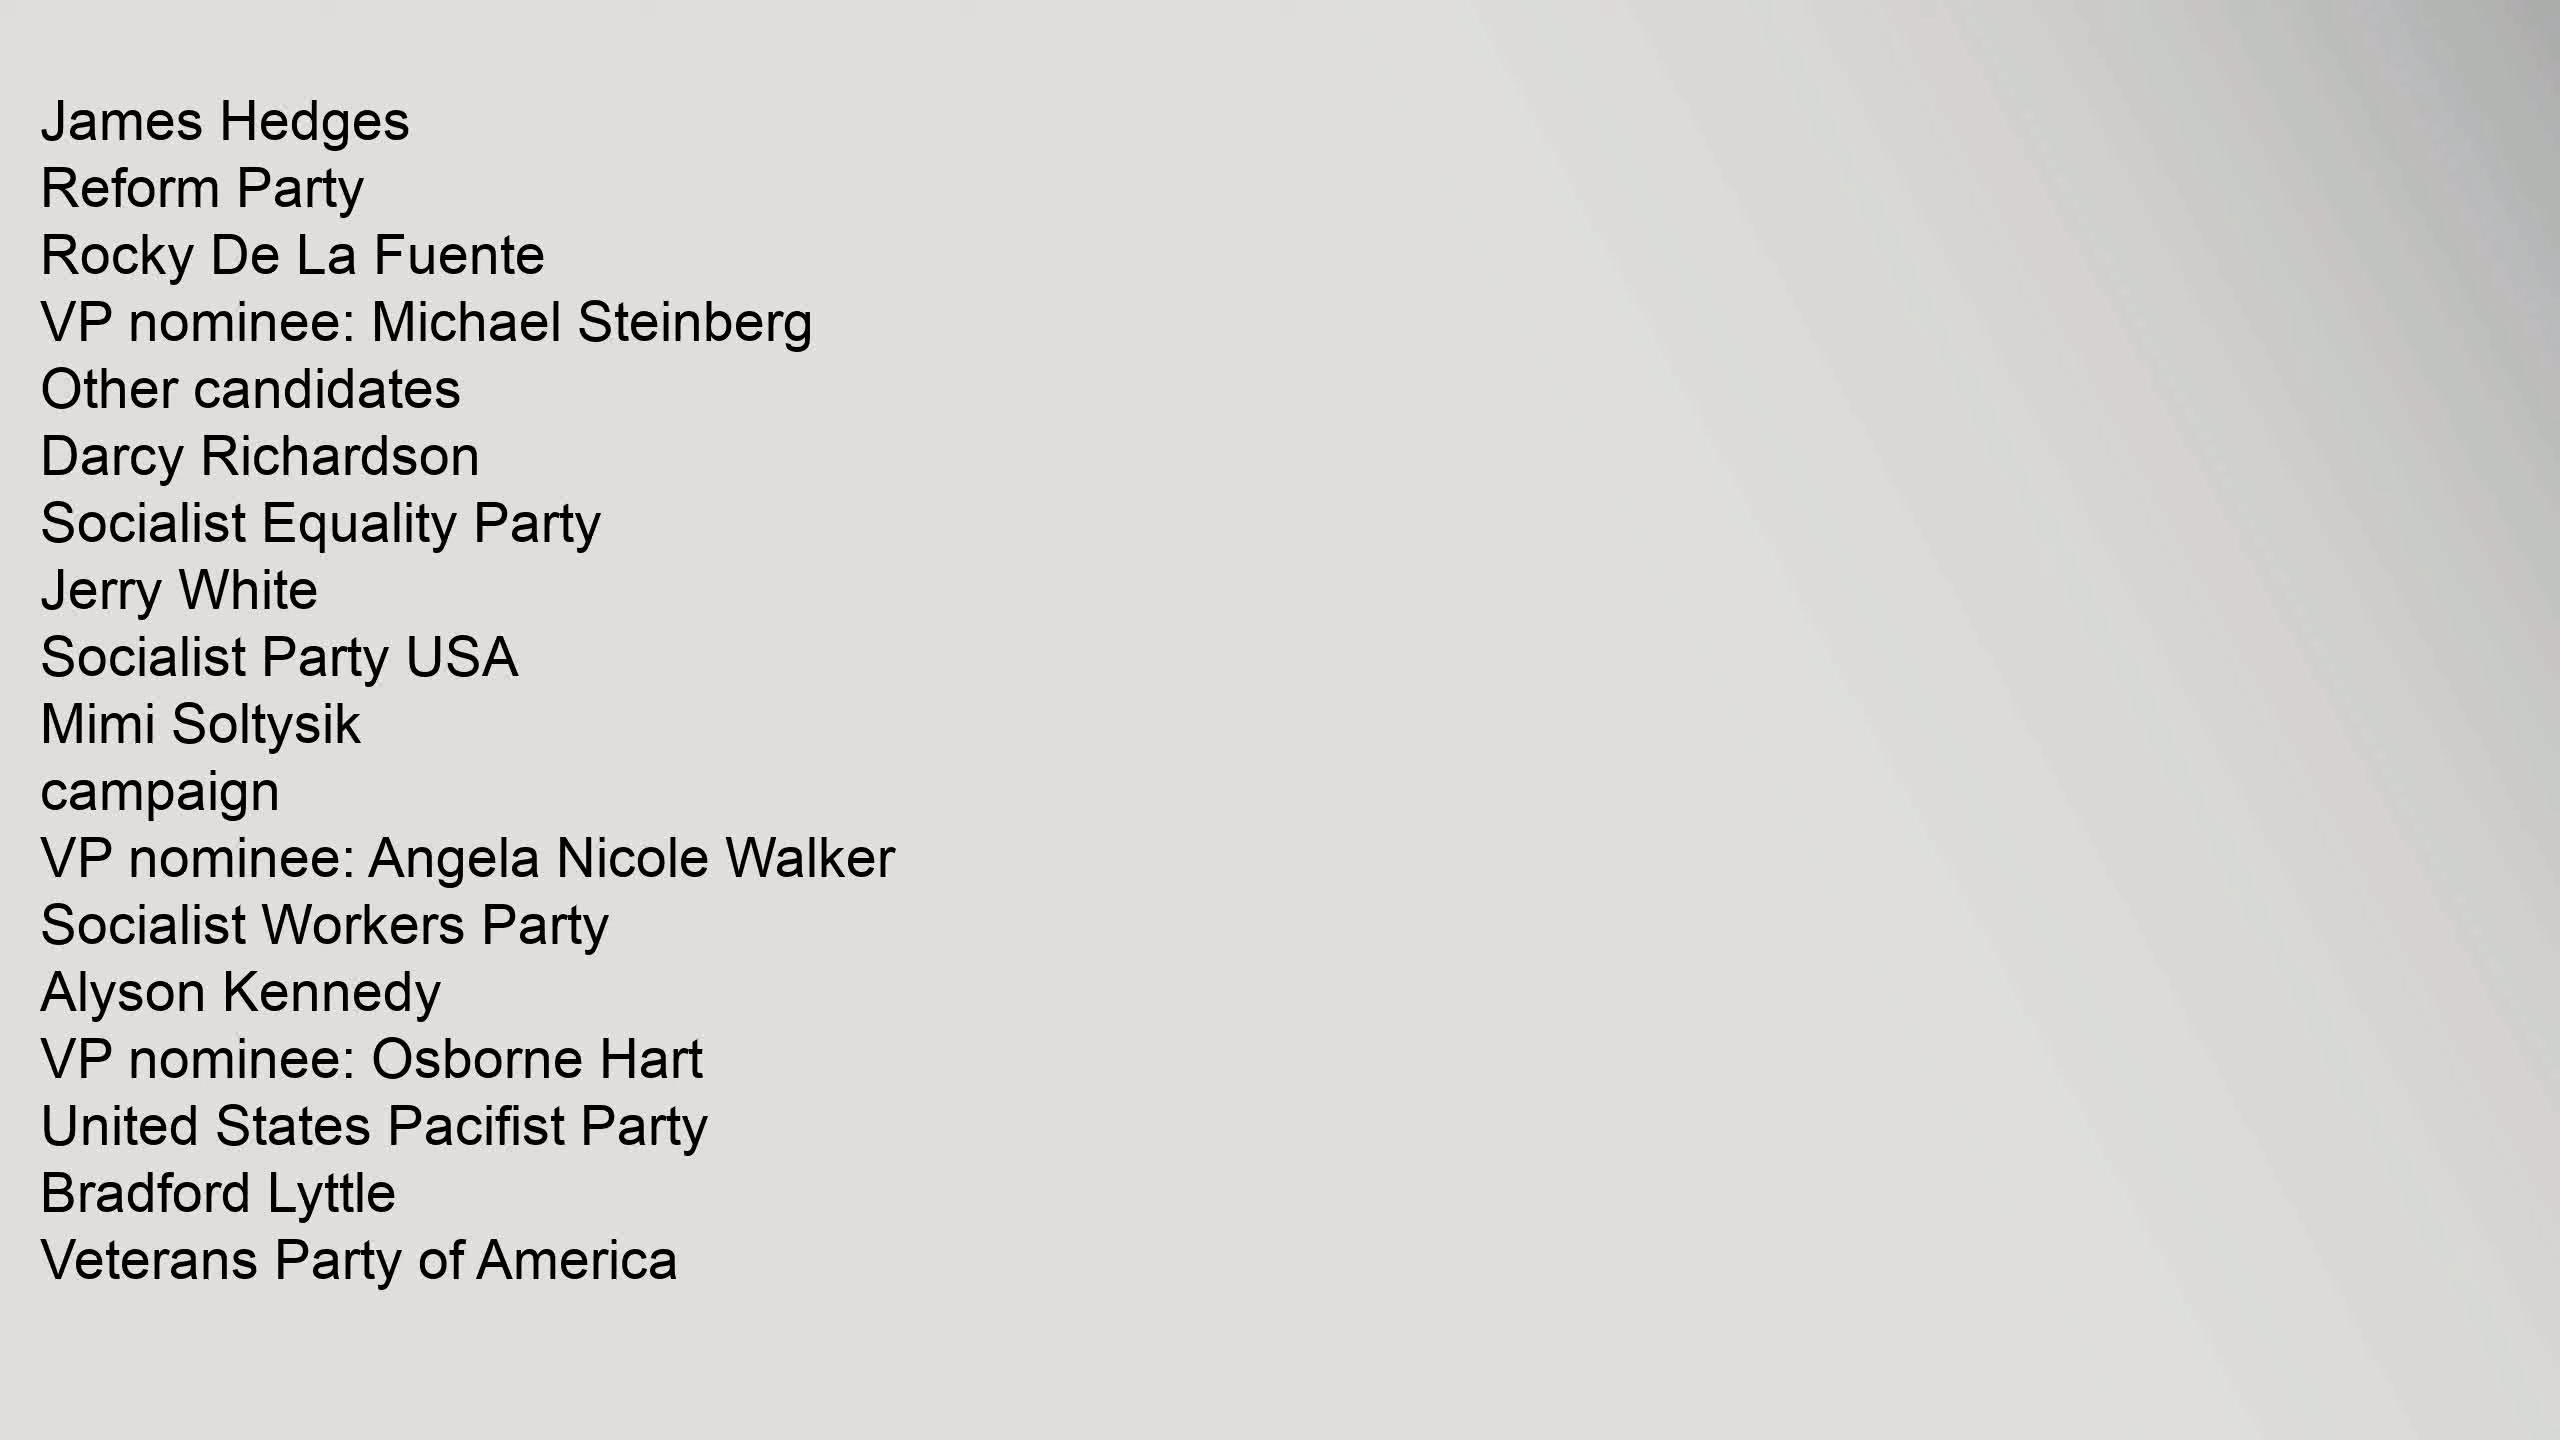 James Hedges
Reform Party
Rocky De La Fuente
VP nominee: Michael Steinberg
Other candidates
Darcy Richardson
Socialist Equality Party
Jerry White
Socialist Party USA
Mimi Soltysik
campaign
VP nominee: Angela Nicole Walker
Socialist Workers Party
Alyson Kennedy
VP nominee: Osborne Hart
United States Pacifist Party
Bradford Lyttle
Veterans Party of America